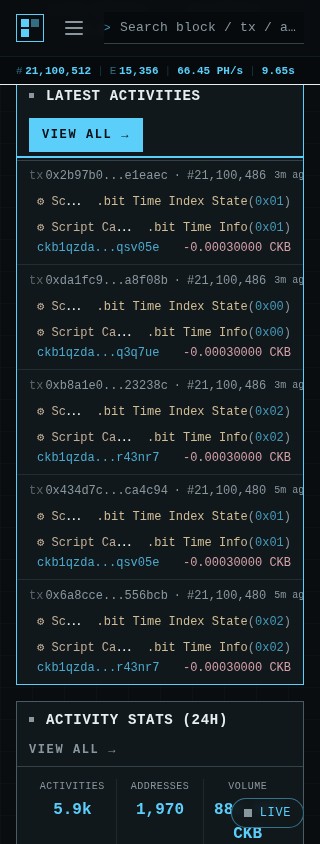 > Search block / tx / a…
# 21,100,512 | E 15,356 | 66.45 PH/s | 9.65s
LATEST ACTIVITIES
VIEW ALL →
tx 0x2b97b0...e1eaec · #21,100,486 3m ag
⚙ Sc... .bit Time Index State(0x01)
⚙ Script Ca... .bit Time Info(0x01)
ckb1qzda...qsv05e -0.00030000 CKB
tx 0xda1fc9...a8f08b · #21,100,486 3m ag
⚙ Sc... .bit Time Index State(0x00)
⚙ Script Ca... .bit Time Info(0x00)
ckb1qzda...q3q7ue -0.00030000 CKB
tx 0xb8a1e0...23238c · #21,100,486 3m ag
⚙ Sc... .bit Time Index State(0x02)
⚙ Script Ca... .bit Time Info(0x02)
ckb1qzda...r43nr7 -0.00030000 CKB
tx 0x434d7c...ca4c94 · #21,100,480 5m ag
⚙ Sc... .bit Time Index State(0x01)
⚙ Script Ca... .bit Time Info(0x01)
ckb1qzda...qsv05e -0.00030000 CKB
tx 0x6a8cce...556bcb · #21,100,480 5m ag
⚙ Sc... .bit Time Index State(0x02)
⚙ Script Ca... .bit Time Info(0x02)
ckb1qzda...r43nr7 -0.00030000 CKB
ACTIVITY STATS (24H)
VIEW ALL →
ACTIVITIES ADDRESSES VOLUME
5.9k 1,970 CKB
LIVE